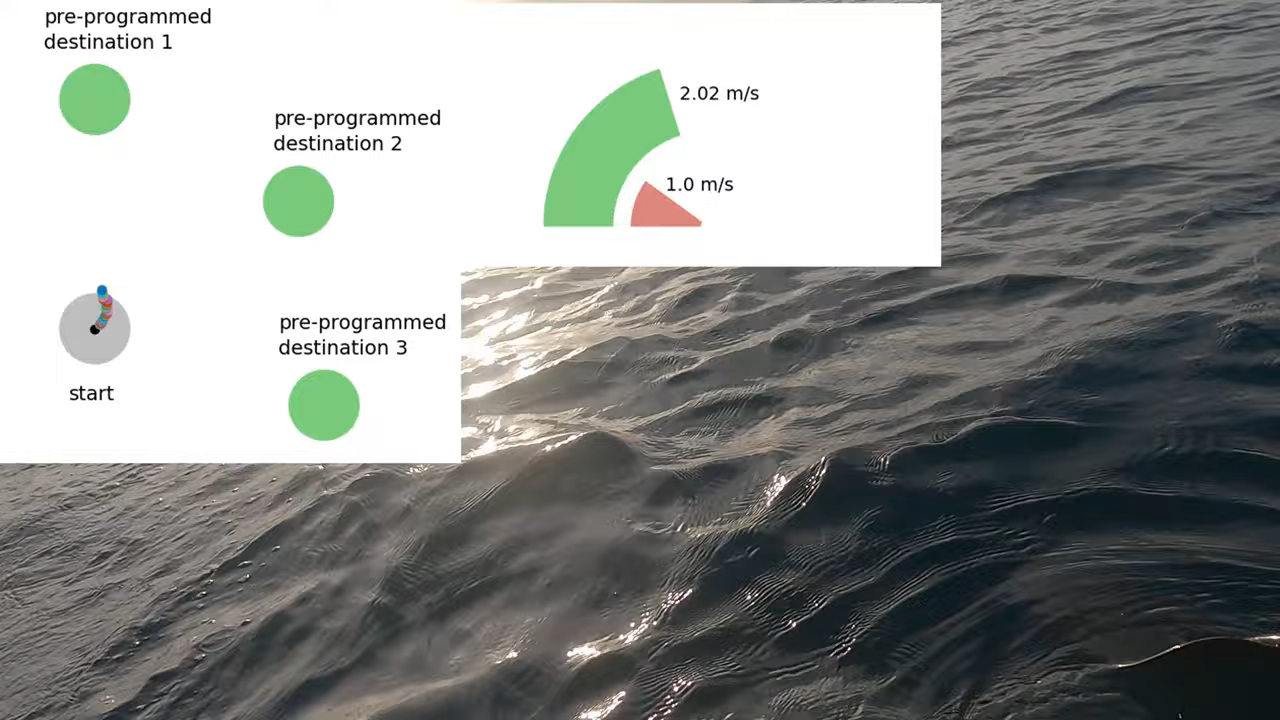 pre-programmed
destination 1
pre-programmed
destination 2
2.02 m/s
1.0 m/s
pre-programmed
destination 3
start